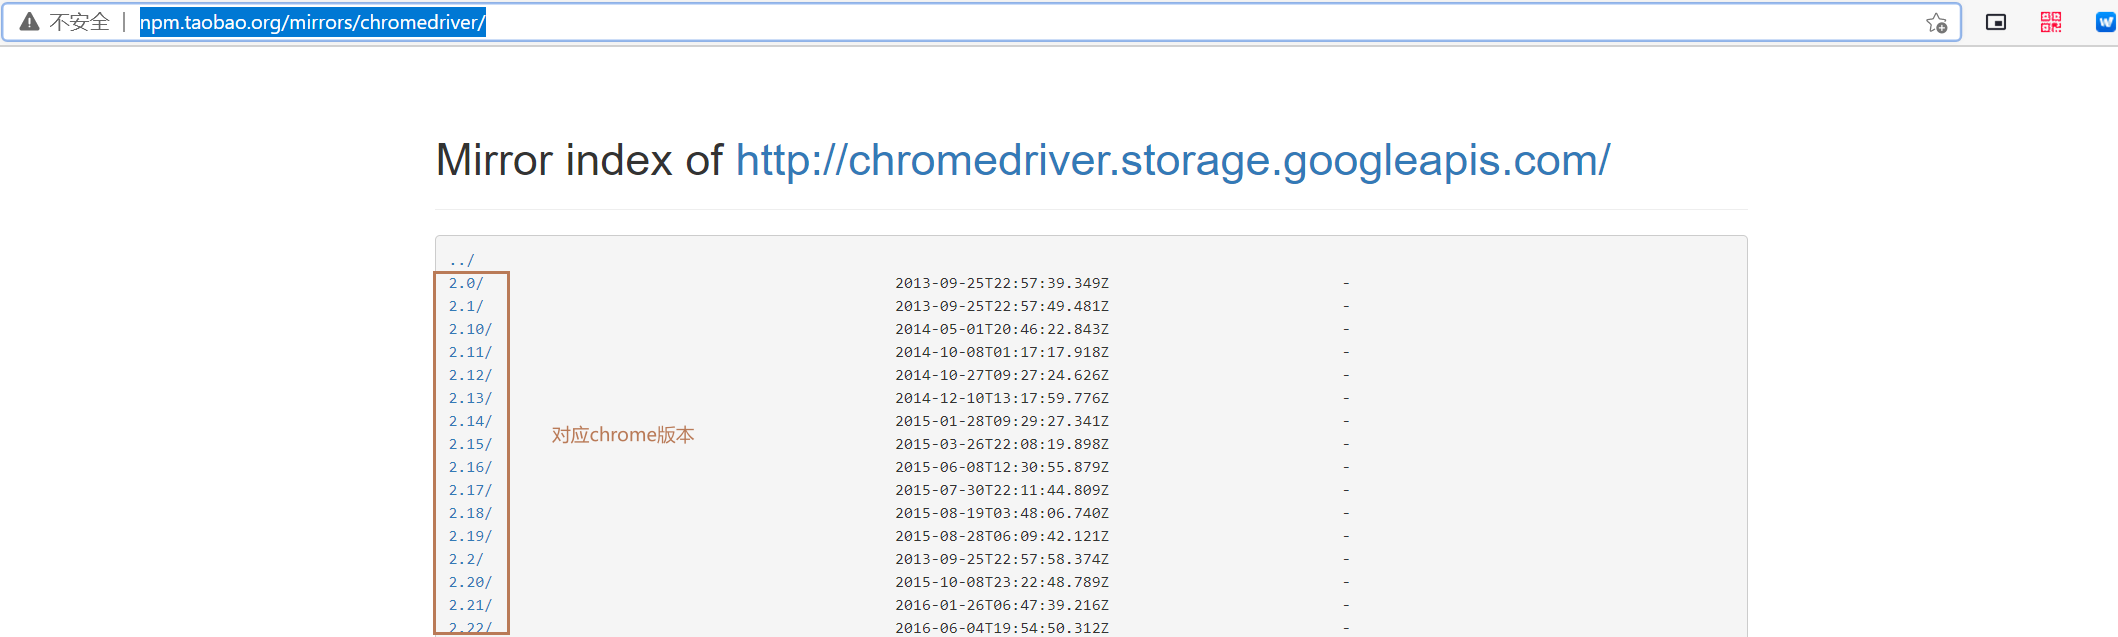 不安全 | npm.taobao.org/mirrors/chromedriver/
Mirror index of http://chromedriver.storage.googleapis.com/
../
2.0/ 2013-09-25T22:57:39.349Z -
2.1/ 2013-09-25T22:57:49.481Z -
2.10/ 2014-05-01T20:46:22.843Z -
2.11/ 2014-10-08T01:17:17.918Z -
2.12/ 2014-10-27T09:27:24.626Z -
2.13/ 2014-12-10T13:17:59.776Z -
2.14/ 2015-01-28T09:29:27.341Z -
对应chrome版本
2.15/ 2015-03-26T22:08:19.898Z -
2.16/ 2015-06-08T12:30:55.879Z -
2.17/ 2015-07-30T22:11:44.809Z -
2.18/ 2015-08-19T03:48:06.740Z -
2.19/ 2015-08-28T06:09:42.121Z -
2.2/ 2013-09-25T22:57:58.374Z -
2.20/ 2015-10-08T23:22:48.789Z -
2.21/ 2016-01-26T06:47:39.216Z -
2.22/ 2016-06-04T19:54:50.312Z -